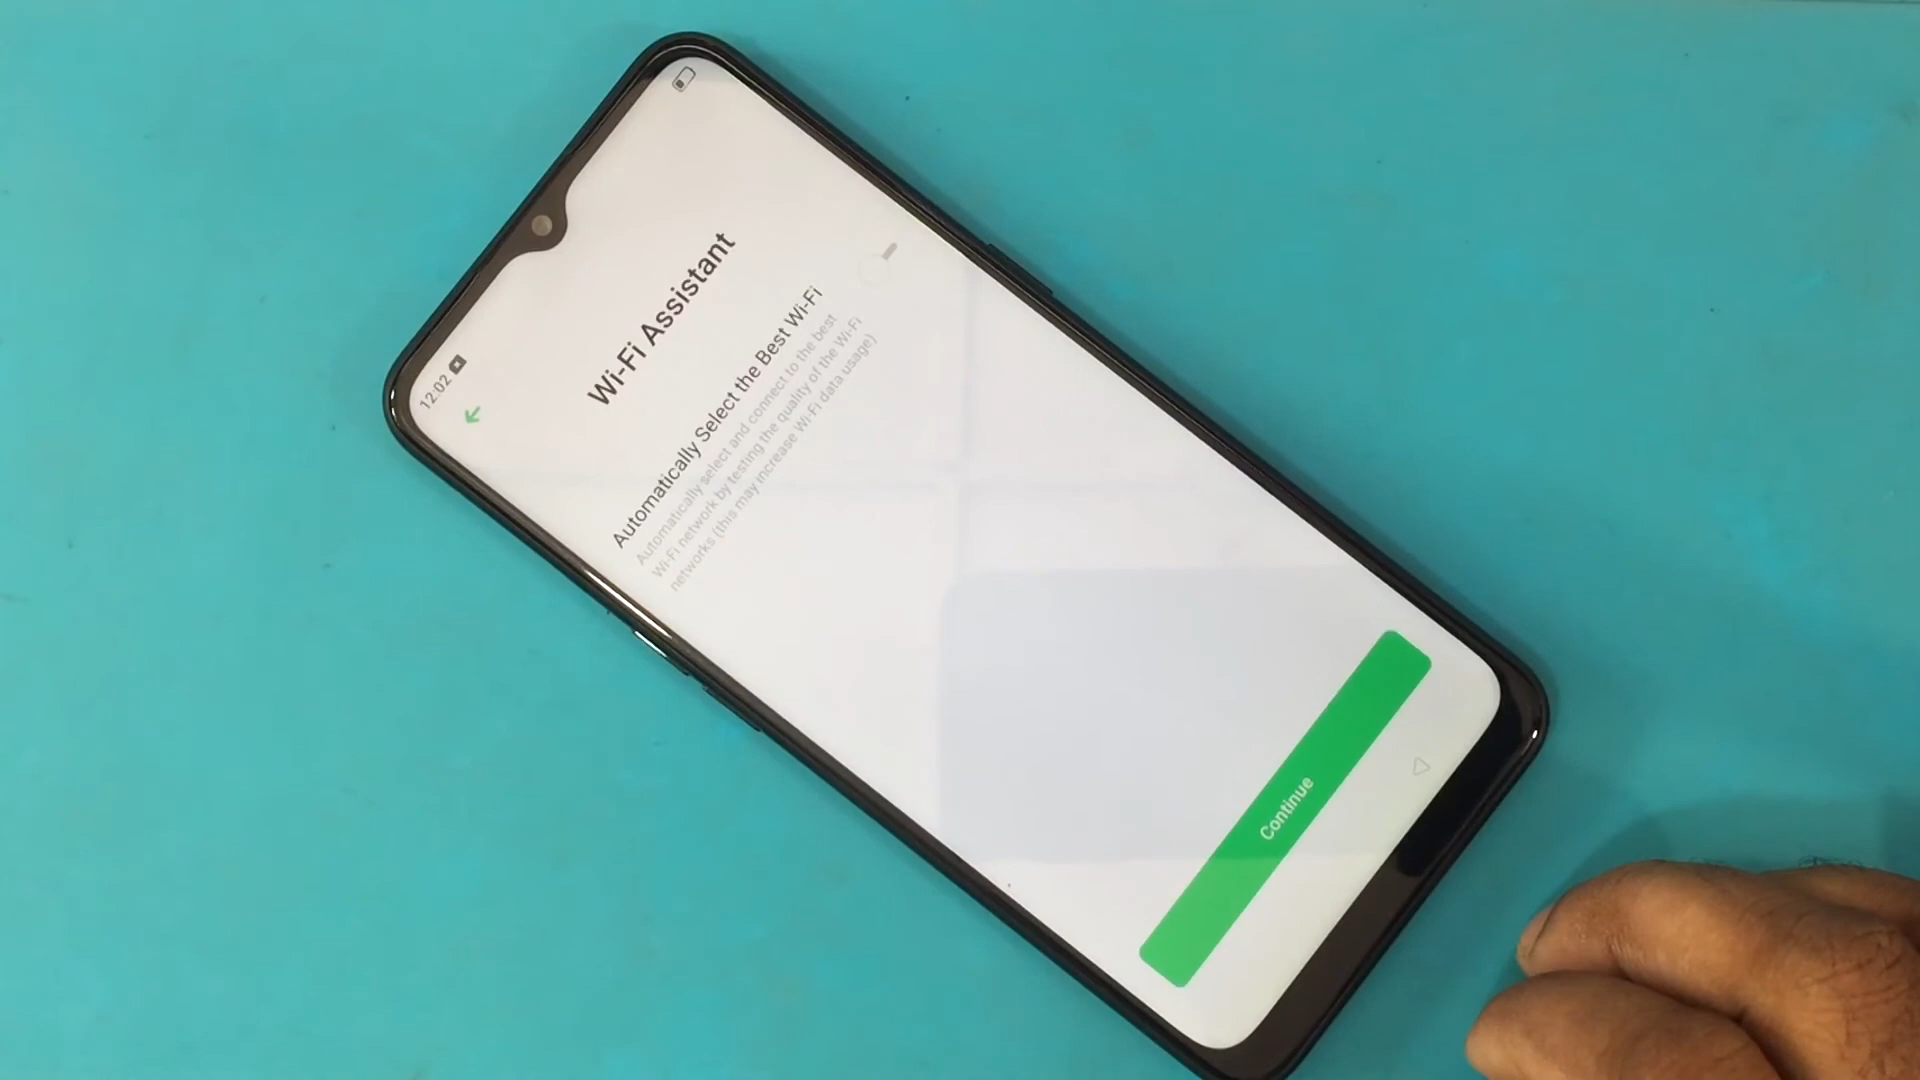 12:02
Wi-Fi Assistant
Automatically Select the Best Wi-Fi
Automatically select and connect to the best
Wi-Fi network by testing the quality of the Wi-Fi
networks (this may increase Wi-Fi data usage)
Continue